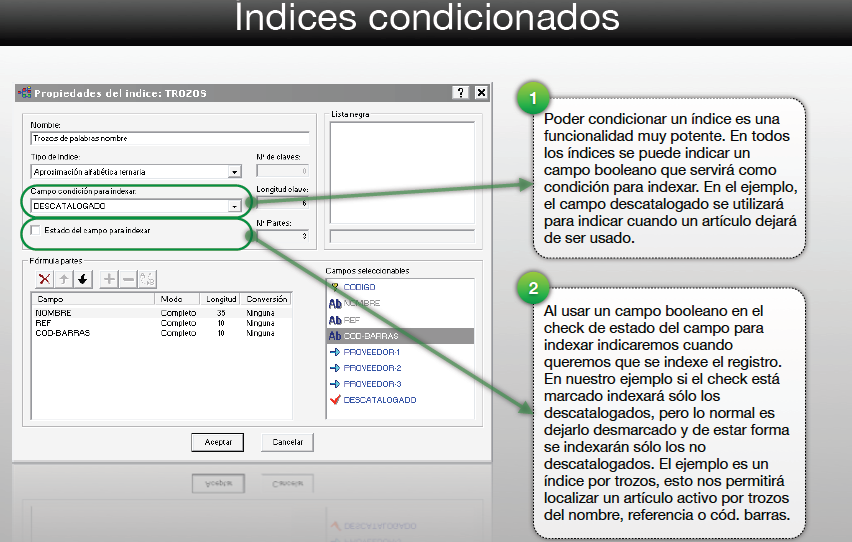 Indices condicionados
Propiedades del indice: TROZOS
Nombre:
Trozos de palabras nombre
Tipo de indice:
Aproximación alfabética ternaria
Nº de claves:
0
Campo condición para indexar:
DESCATALOGADO
Longitud clave:
6
Estado del campo para indexar
Nº Partes:
3
Lista negra
Fórmula partes
Campo Modo Longitud Conversión
NOMBRE Completo 35 Ninguna
REF Completo 10 Ninguna
COD-BARRAS Completo 10 Ninguna
Campos seleccionables
CODIGO
NOMBRE
REF
COD-BARRAS
PROVEEDOR-1
PROVEEDOR-2
PROVEEDOR-3
DESCATALOGADO
Aceptar
Cancelar
1
Poder condicionar un índice es una
funcionalidad muy potente. En todos
los índices se puede indicar un
campo booleano que servirá como
condición para indexar. En el ejemplo,
el campo descatalogado se utilizará
para indicar cuando un artículo dejará
de ser usado.
2
Al usar un campo booleano en el
check de estado del campo para
indexar indicaremos cuando
queremos que se indexe el registro.
En nuestro ejemplo si el check está
marcado indexará sólo los
descatalogados, pero lo normal es
dejarlo desmarcado y de estar forma
se indexarán sólo los no
descatalogados. El ejemplo es un
índice por trozos, esto nos permitirá
localizar un artículo activo por trozos
del nombre, referencia o cód. barras.